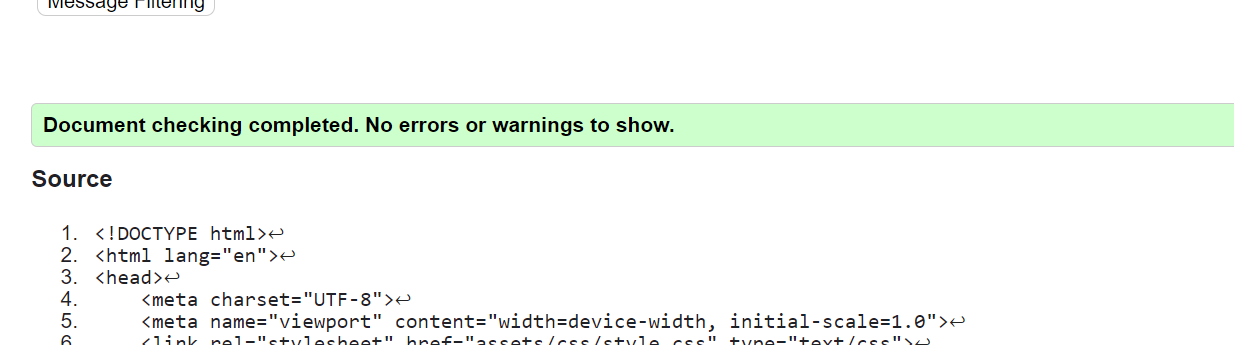 Message Filtering
Document checking completed. No errors or warnings to show.
Source
1. <!DOCTYPE html>↩
2. <html lang="en">↩
3. <head>↩
4. <meta charset="UTF-8">↩
5. <meta name="viewport" content="width=device-width, initial-scale=1.0">↩
6. <link rel="stylesheet" href="assets/css/style.css" type="text/css">↩